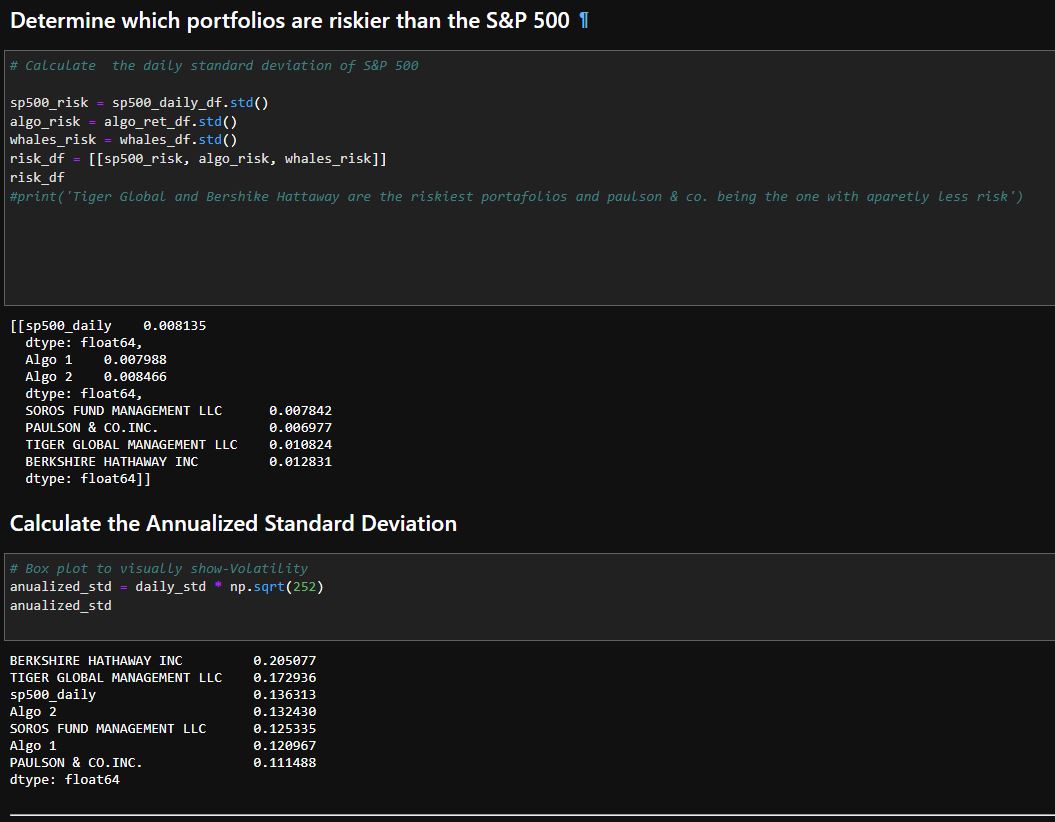 Determine which portfolios are riskier than the S&P 500 ¶
# Calculate  the daily standard deviation of S&P 500
sp500_risk = sp500_daily_df.std()
algo_risk = algo_ret_df.std()
whales_risk = whales_df.std()
risk_df = [[sp500_risk, algo_risk, whales_risk]]
risk_df
#print('Tiger Global and Bershike Hattaway are the riskiest portafolios and paulson & co. being the one with aparetly less risk')
[[sp500_daily    0.008135
  dtype: float64,
  Algo 1    0.007988
  Algo 2    0.008466
  dtype: float64,
  SOROS FUND MANAGEMENT LLC      0.007842
  PAULSON & CO.INC.              0.006977
  TIGER GLOBAL MANAGEMENT LLC    0.010824
  BERKSHIRE HATHAWAY INC         0.012831
  dtype: float64]]
Calculate the Annualized Standard Deviation
# Box plot to visually show-Volatility
anualized_std = daily_std * np.sqrt(252)
anualized_std
BERKSHIRE HATHAWAY INC         0.205077
TIGER GLOBAL MANAGEMENT LLC    0.172936
sp500_daily                    0.136313
Algo 2                         0.132430
SOROS FUND MANAGEMENT LLC      0.125335
Algo 1                         0.120967
PAULSON & CO.INC.              0.111488
dtype: float64